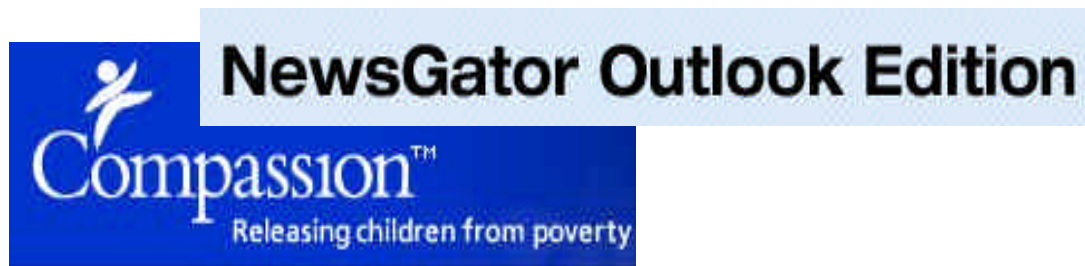 NewsGator Outlook Edition
Compassion™
Releasing children from poverty